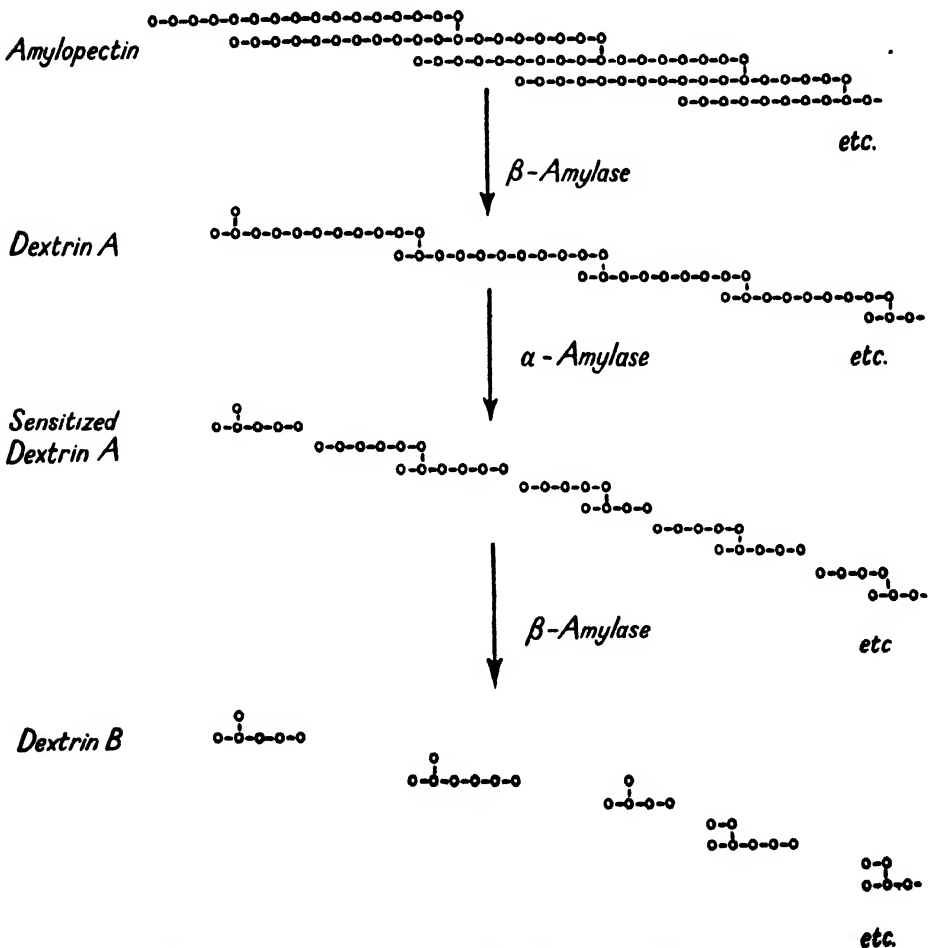 Amylopectin
etc.
β-Amylase
Dextrin A
etc.
α - Amylase
Sensitized
Dextrin A
etc
β-Amylase
Dextrin B
etc.